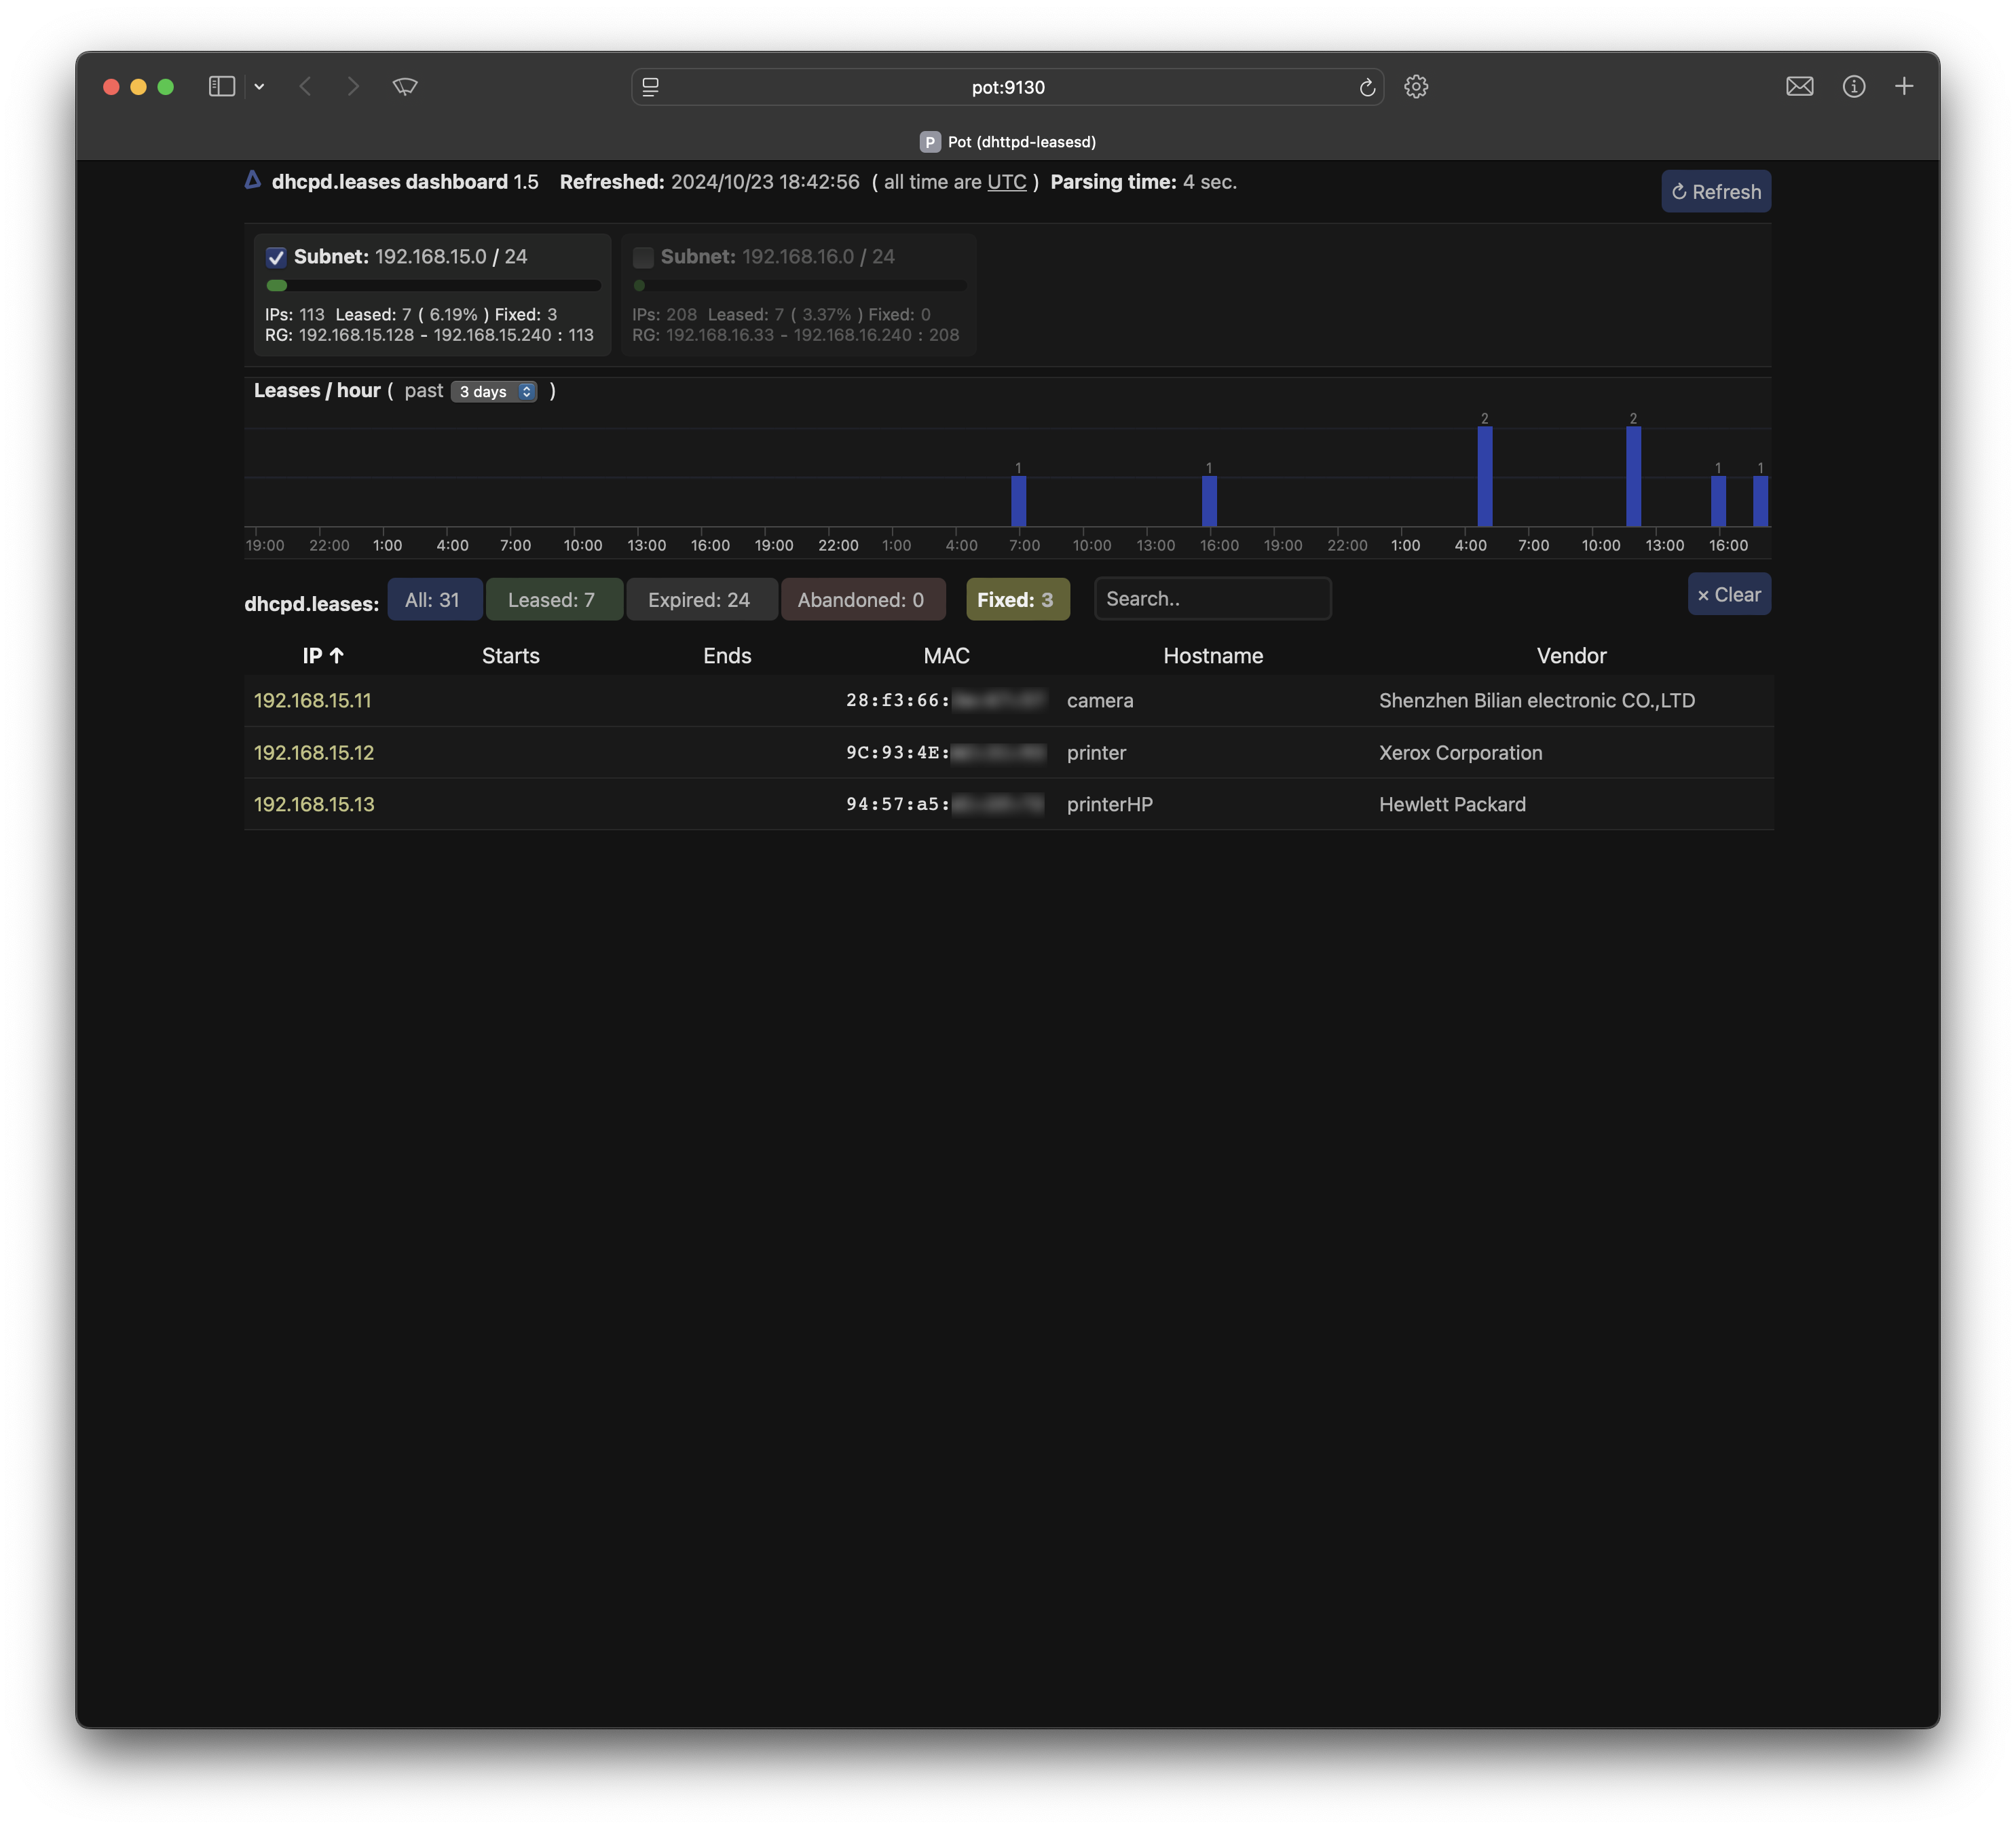 pot:9130
P Pot (dhttpd-leasesd)
dhcpd.leases dashboard 1.5 Refreshed: 2024/10/23 18:42:56 ( all time are UTC ) Parsing time: 4 sec.
Refresh
Subnet: 192.168.15.0 / 24
IPs: 113 Leased: 7 ( 6.19% ) Fixed: 3
RG: 192.168.15.128 - 192.168.15.240 : 113
Subnet: 192.168.16.0 / 24
IPs: 208 Leased: 7 ( 3.37% ) Fixed: 0
RG: 192.168.16.33 - 192.168.16.240 : 208
Leases / hour ( past 3 days )
1 1 2 2 1 1
19:00 22:00 1:00 4:00 7:00 10:00 13:00 16:00 19:00 22:00 1:00 4:00 7:00 10:00 13:00 16:00 19:00 22:00 1:00 4:00 7:00 10:00 13:00 16:00
dhcpd.leases: All: 31 Leased: 7 Expired: 24 Abandoned: 0 Fixed: 3 Search.. × Clear
IP ↑ Starts Ends MAC Hostname Vendor
192.168.15.11 28:f3:66: camera Shenzhen Bilian electronic CO.,LTD
192.168.15.12 9C:93:4E: printer Xerox Corporation
192.168.15.13 94:57:a5: printerHP Hewlett Packard